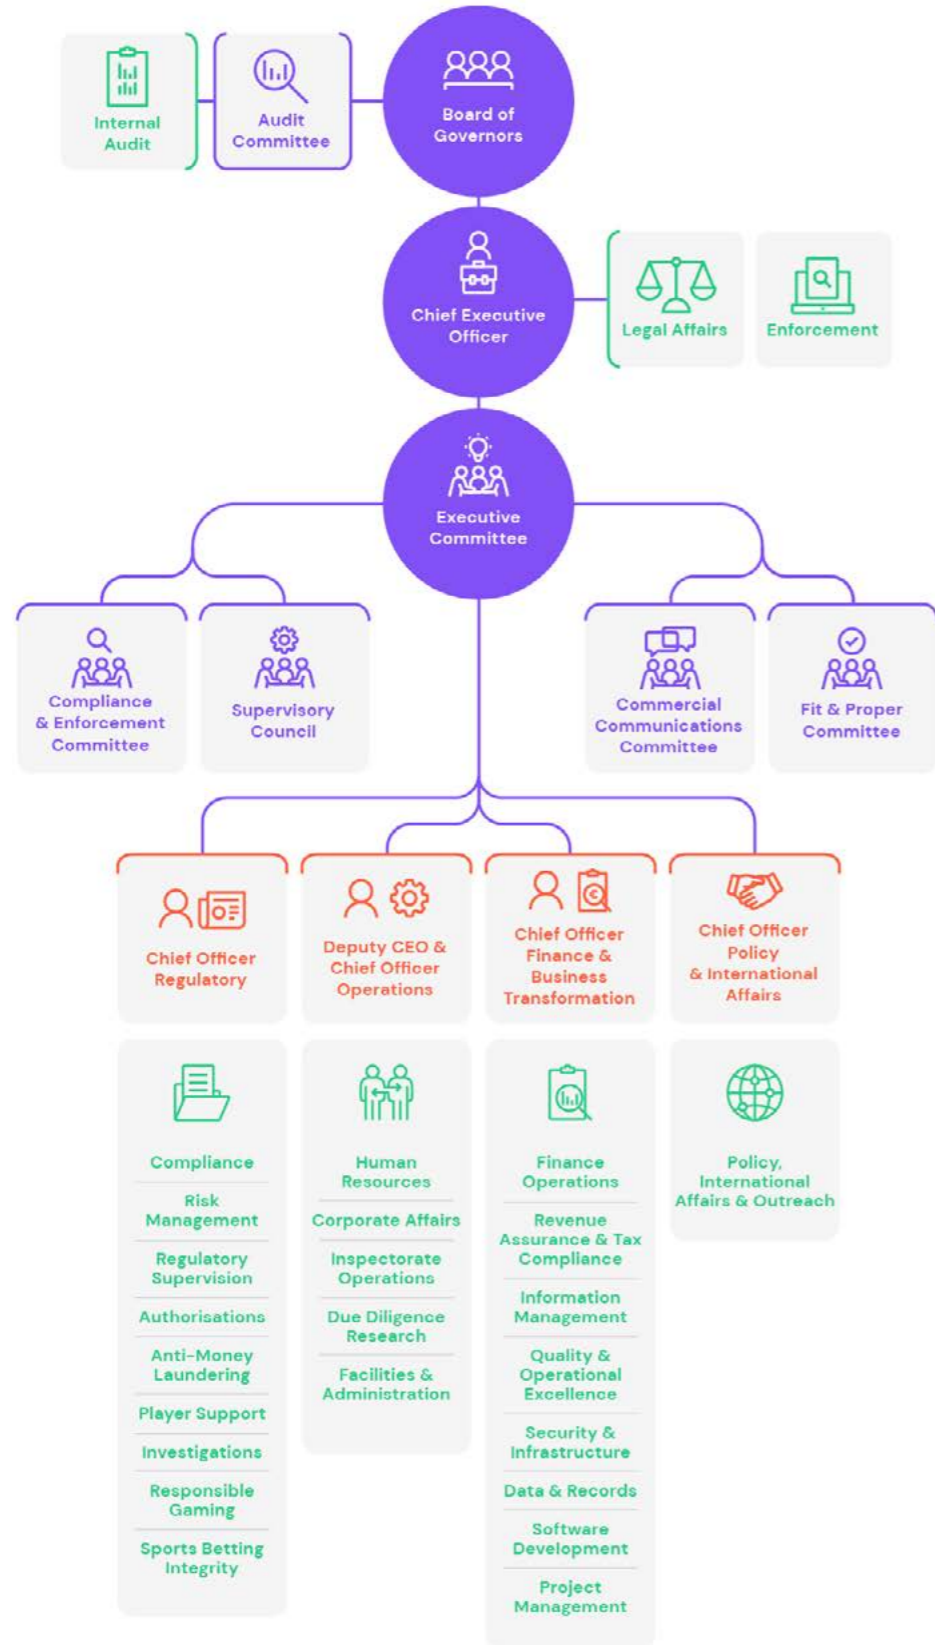 Internal
Audit
Audit
Committee
Board of
Governors
Chief Executive
Officer
Legal Affairs
Enforcement
Executive
Committee
Compliance
& Enforcement
Committee
Supervisory
Council
Commercial
Communications
Committee
Fit & Proper
Committee
Chief Officer
Regulatory
Deputy CEO &
Chief Officer
Operations
Chief Officer
Finance &
Business
Transformation
Chief Officer
Policy
& International
Affairs
Compliance
Risk
Management
Regulatory
Supervision
Authorisations
Anti-Money
Laundering
Player Support
Investigations
Responsible
Gaming
Sports Betting
Integrity
Human
Resources
Corporate Affairs
Inspectorate
Operations
Due Diligence
Research
Facilities &
Administration
Finance
Operations
Revenue
Assurance & Tax
Compliance
Information
Management
Quality &
Operational
Excellence
Security &
Infrastructure
Data & Records
Software
Development
Project
Management
Policy,
International
Affairs & Outreach